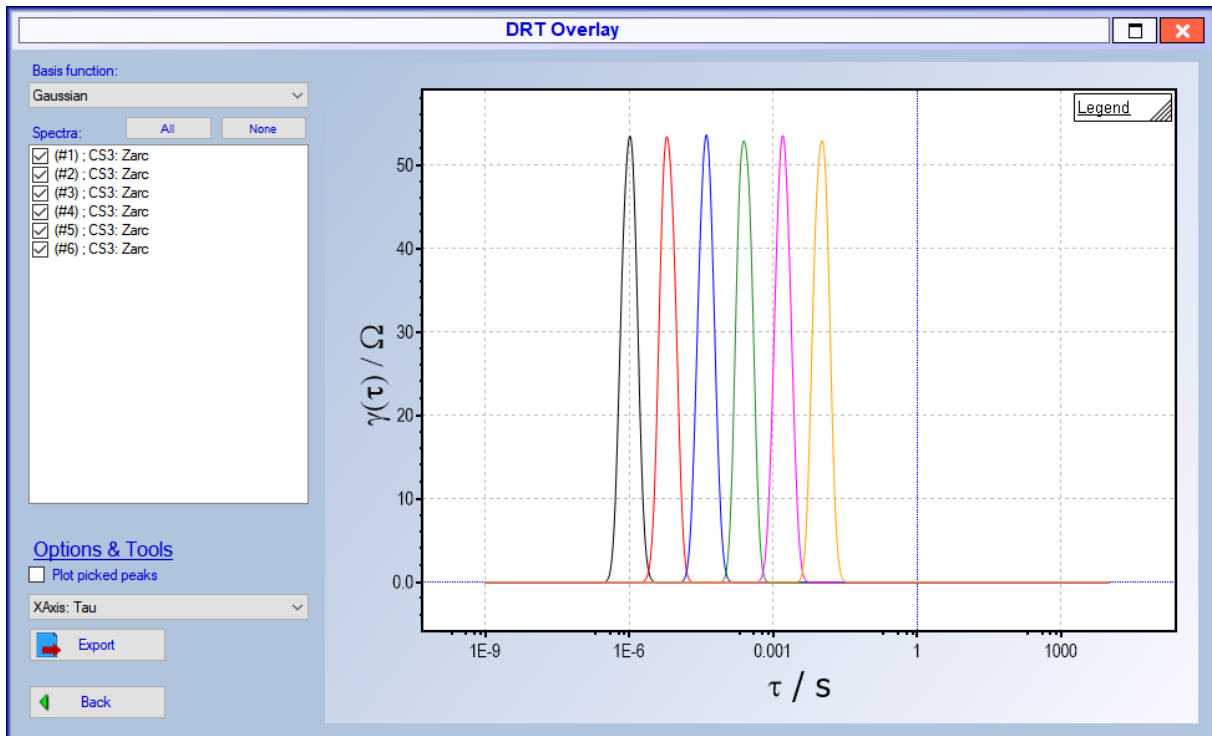 DRT Overlay
Basis function:
Gaussian
Spectra:
All
None
(#1) ; CS3: Zarc
(#2) ; CS3: Zarc
(#3) ; CS3: Zarc
(#4) ; CS3: Zarc
(#5) ; CS3: Zarc
(#6) ; CS3: Zarc
Options & Tools
Plot picked peaks
XAxis: Tau
Export
Back
Legend
γ(τ) / Ω
50
40
30
20
10
0.0
1E-9 1E-6 0.001 1 1000
τ / s